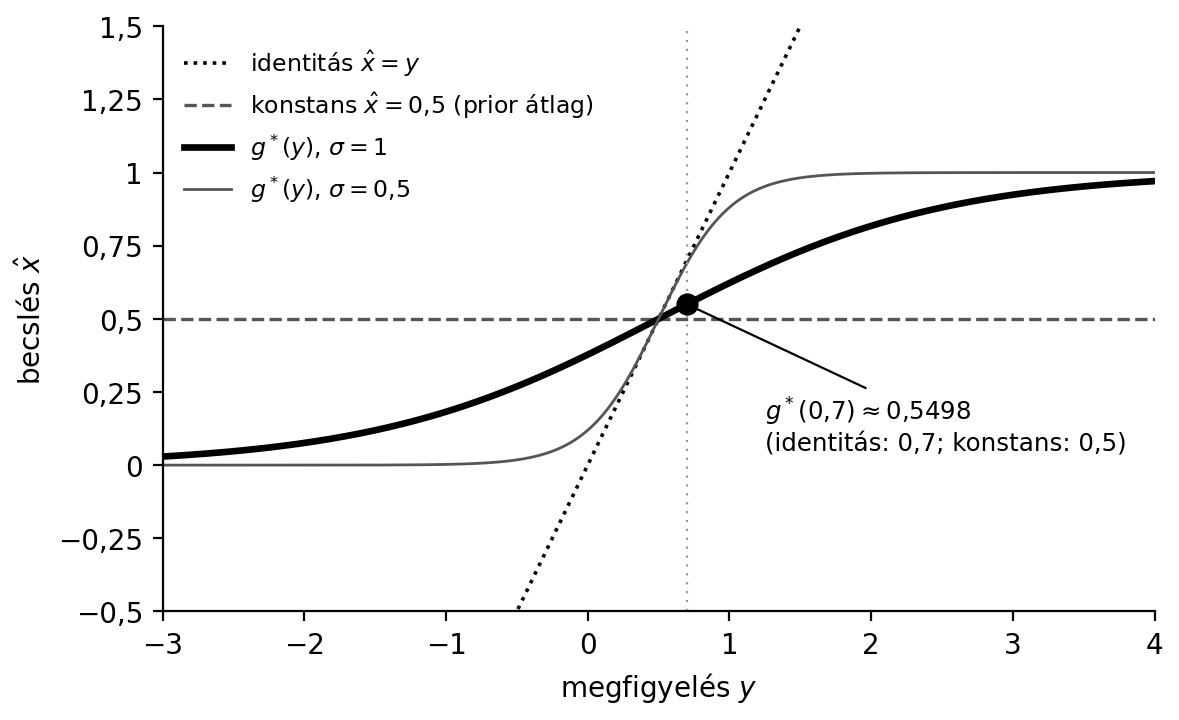 1,5
1,25
1
0,75
0,5
0,25
0
−0,25
−0,5
becslés x̂
identitás x̂ = y
konstans x̂ = 0,5 (prior átlag)
g*(y), σ = 1
g*(y), σ = 0,5
g*(0,7) ≈ 0,5498
(identitás: 0,7; konstans: 0,5)
−3 −2 −1 0 1 2 3 4
megfigyelés y